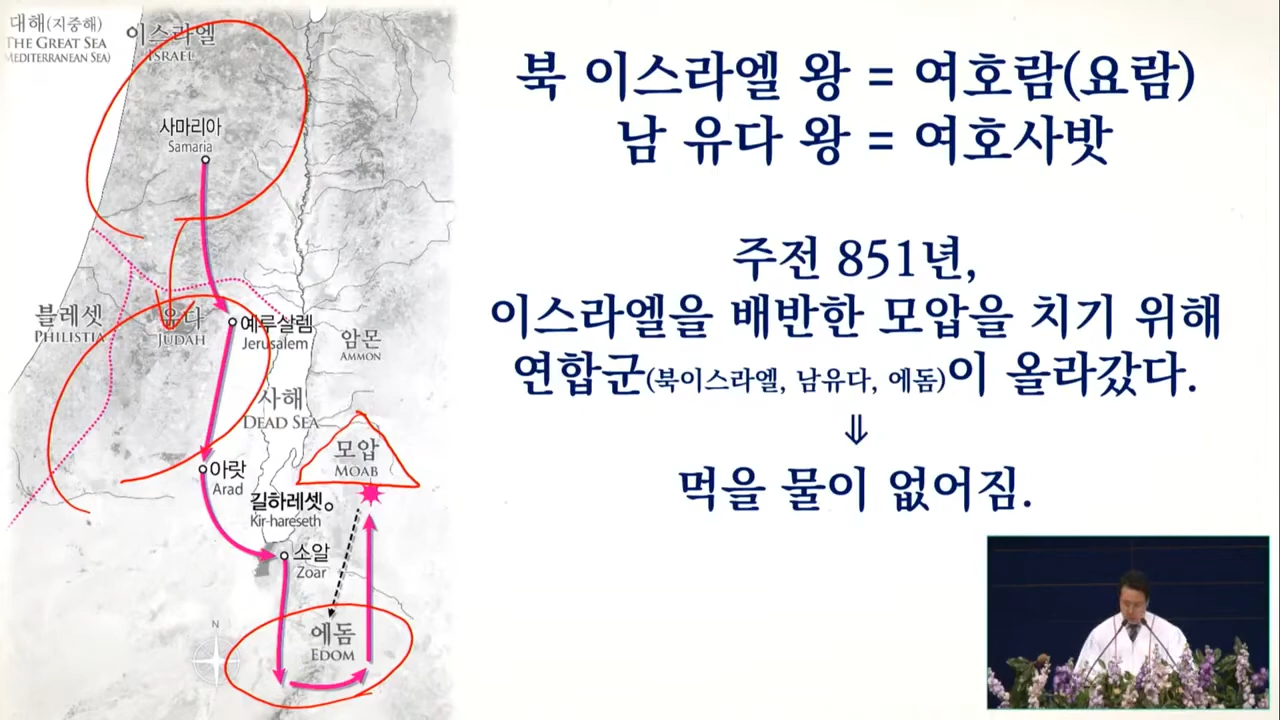 대해(지중해)
THE GREAT SEA
(MEDITERRANEAN SEA)
이스라엘
ISRAEL
사마리아
Samaria
블레셋
PHILISTIA
유다
JUDAH
예루살렘
Jerusalem
암몬
AMMON
사해
DEAD SEA
모압
MOAB
아랏
Arad
길하레셋
Kir-hareseth
소알
Zoar
에돔
EDOM
N
북 이스라엘 왕 = 여호람(요람)
남 유다 왕 = 여호사밧
주전 851년,
이스라엘을 배반한 모압을 치기 위해
연합군(북이스라엘, 남유다, 에돔)이 올라갔다.
⇓
먹을 물이 없어짐.